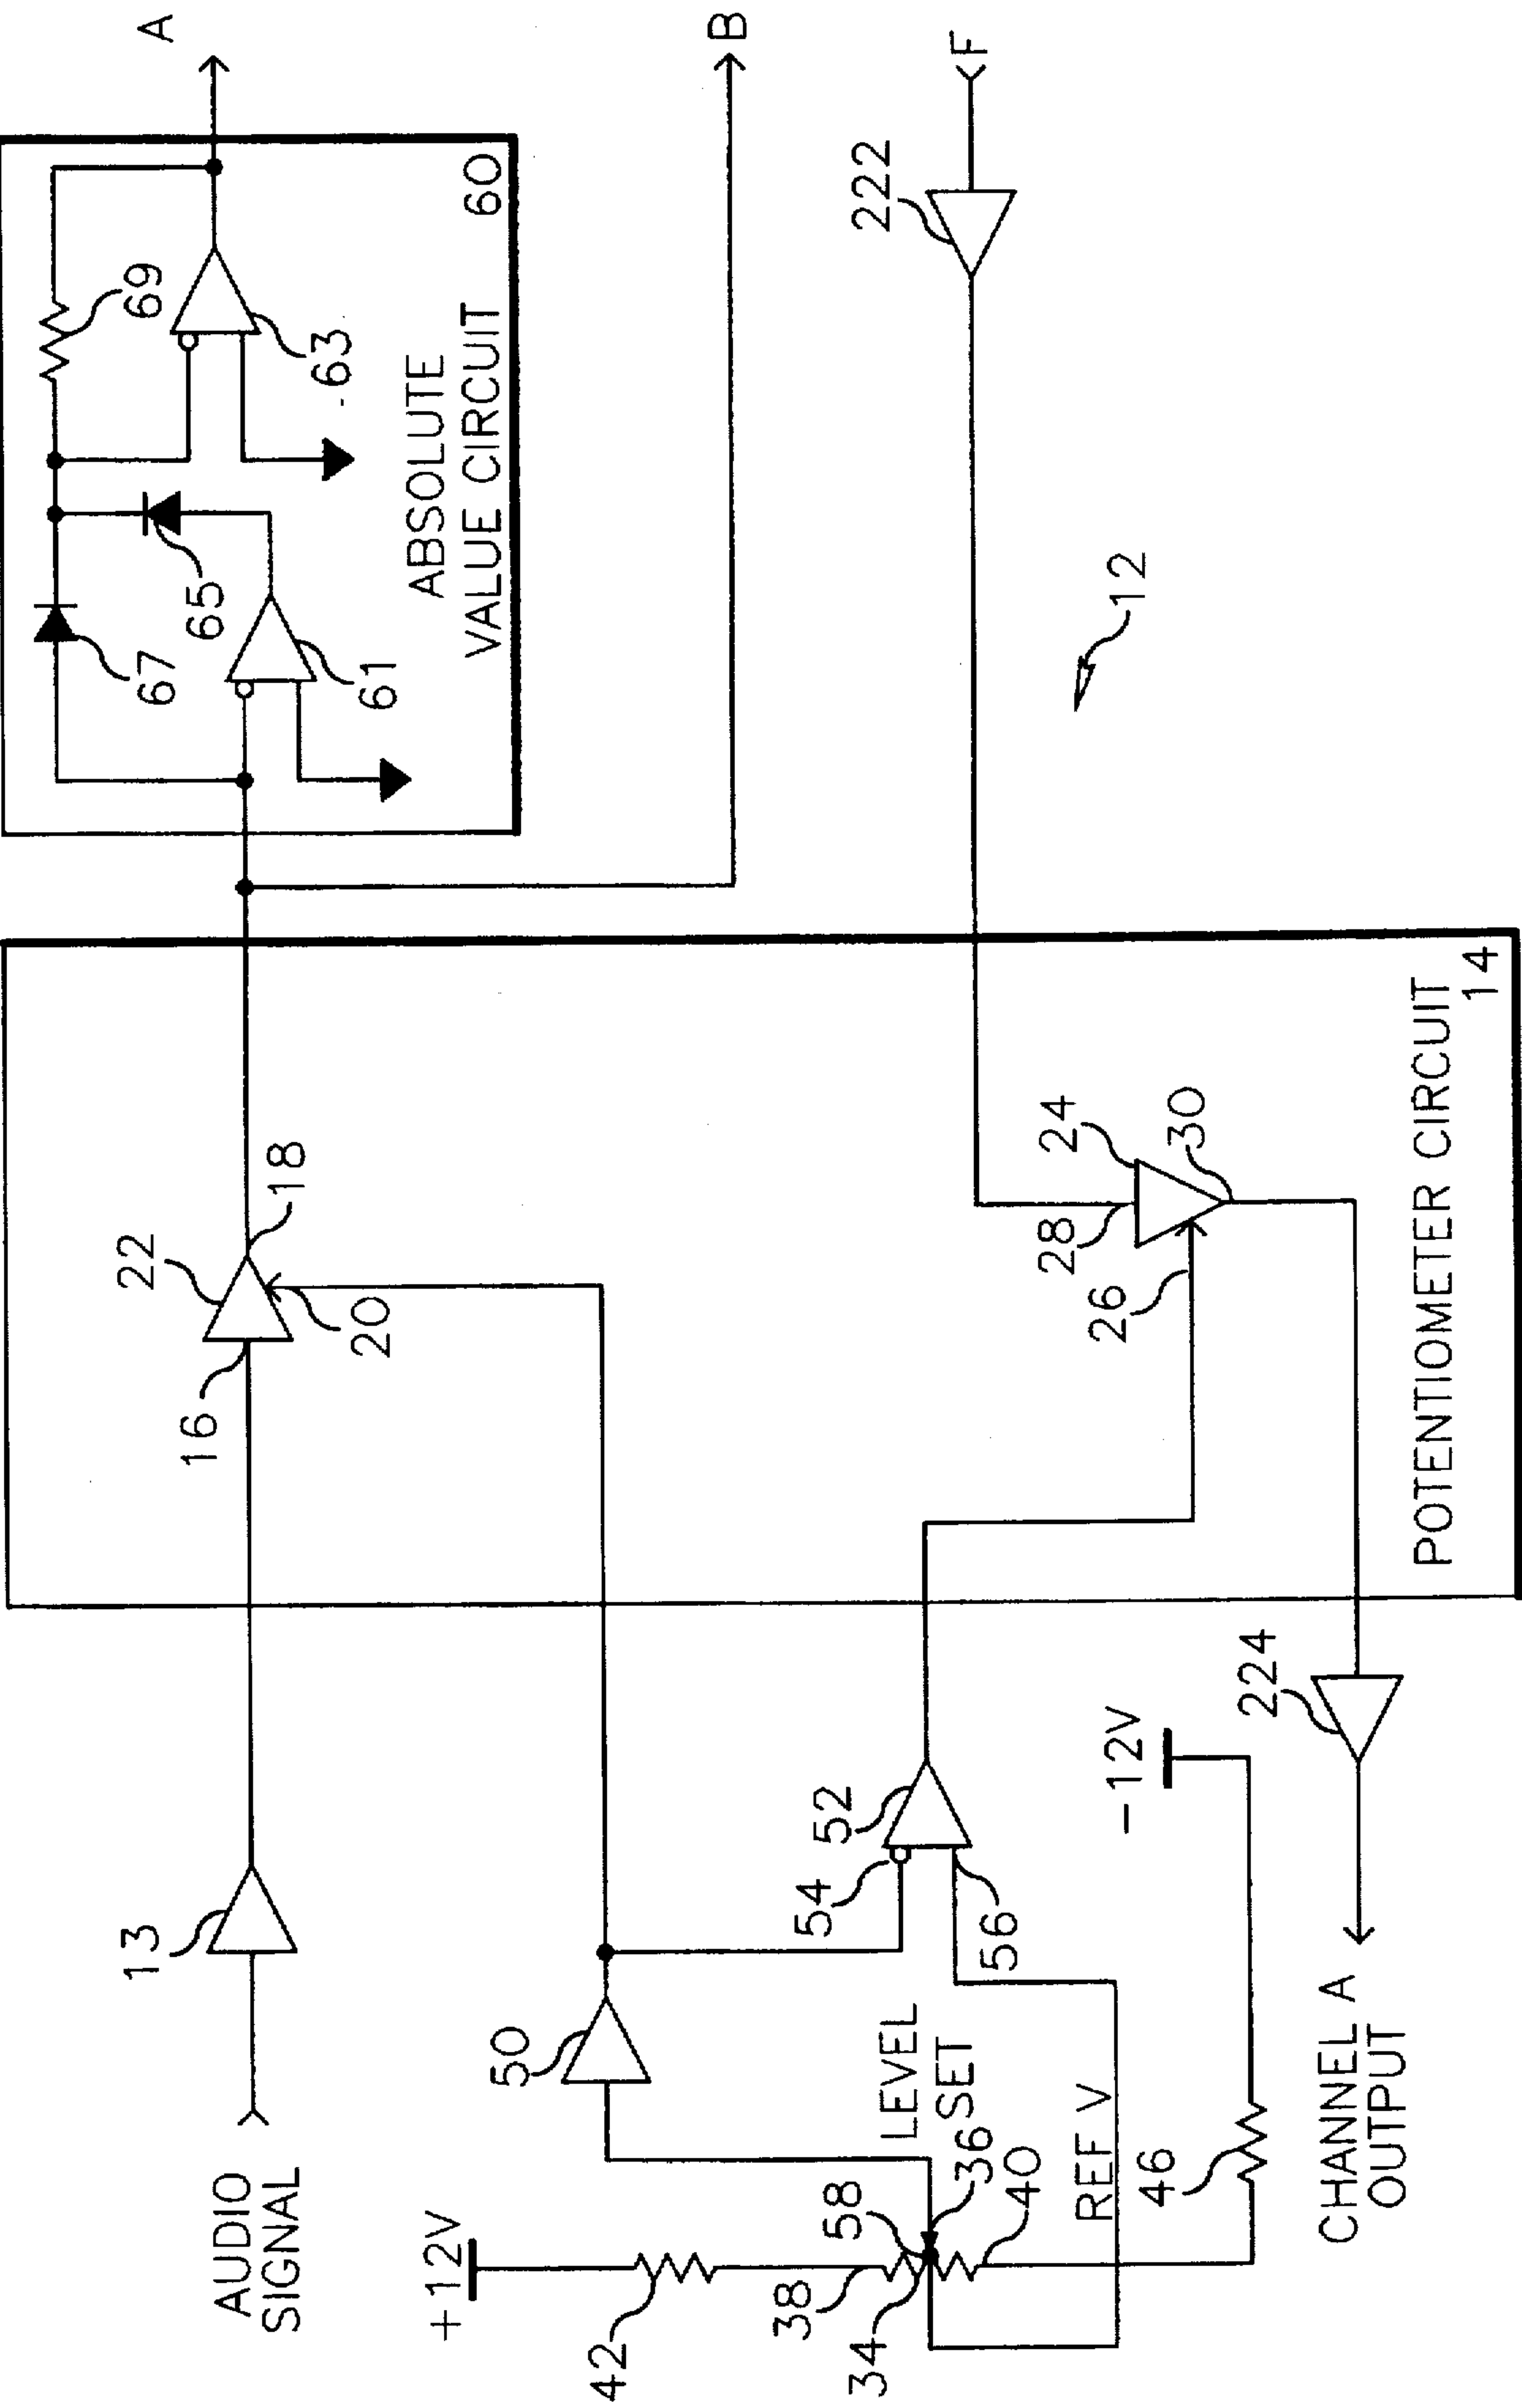 AUDIO
SIGNAL
13
16
22
18
20
67
65
61
69
63
ABSOLUTE
VALUE CIRCUIT
60
A
B
+12V
42
38
34
58
36
40
LEVEL
SET
REF V
50
54
56
52
-12V
46
26
28
24
30
POTENTIOMETER CIRCUIT
14
222
F
12
224
CHANNEL A
OUTPUT